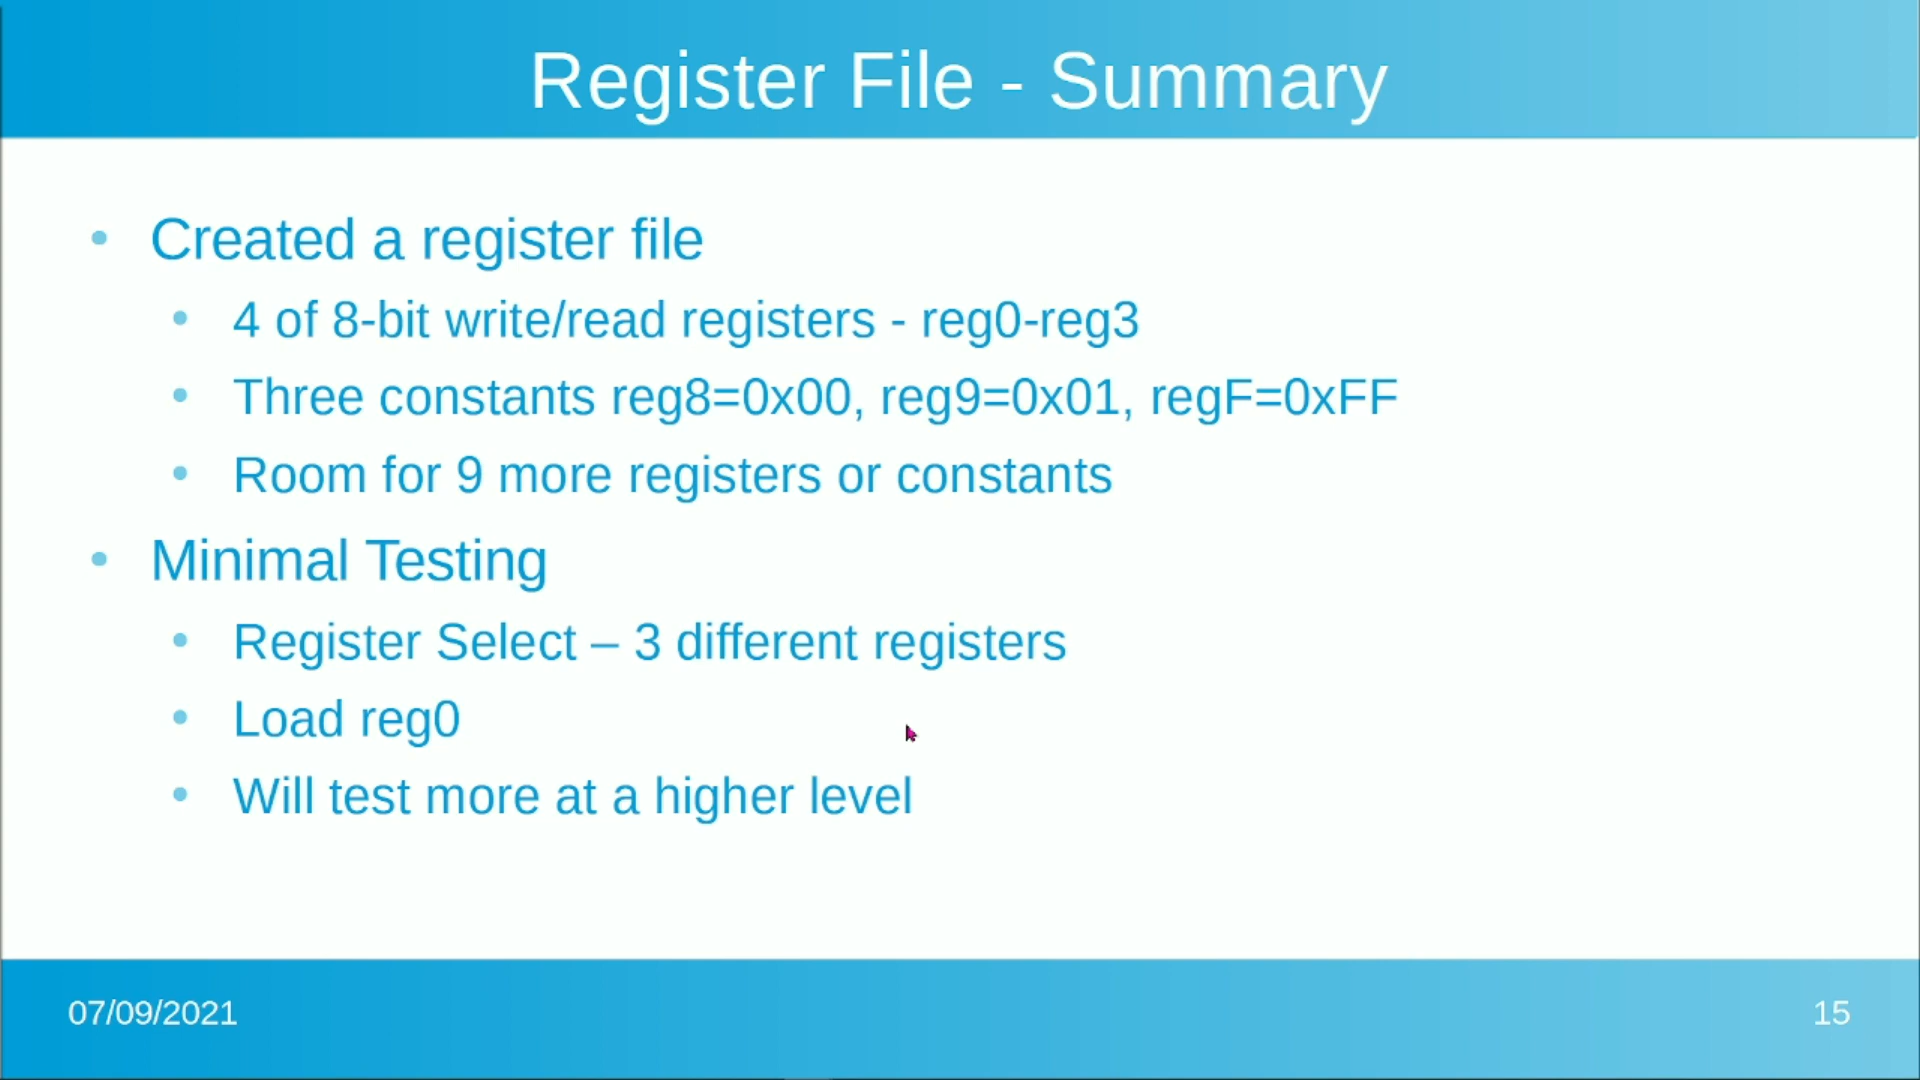 Register File - Summary
• Created a register file
• 4 of 8-bit write/read registers - reg0-reg3
• Three constants reg8=0x00, reg9=0x01, regF=0xFF
• Room for 9 more registers or constants
• Minimal Testing
• Register Select – 3 different registers
• Load reg0
• Will test more at a higher level
07/09/2021
15